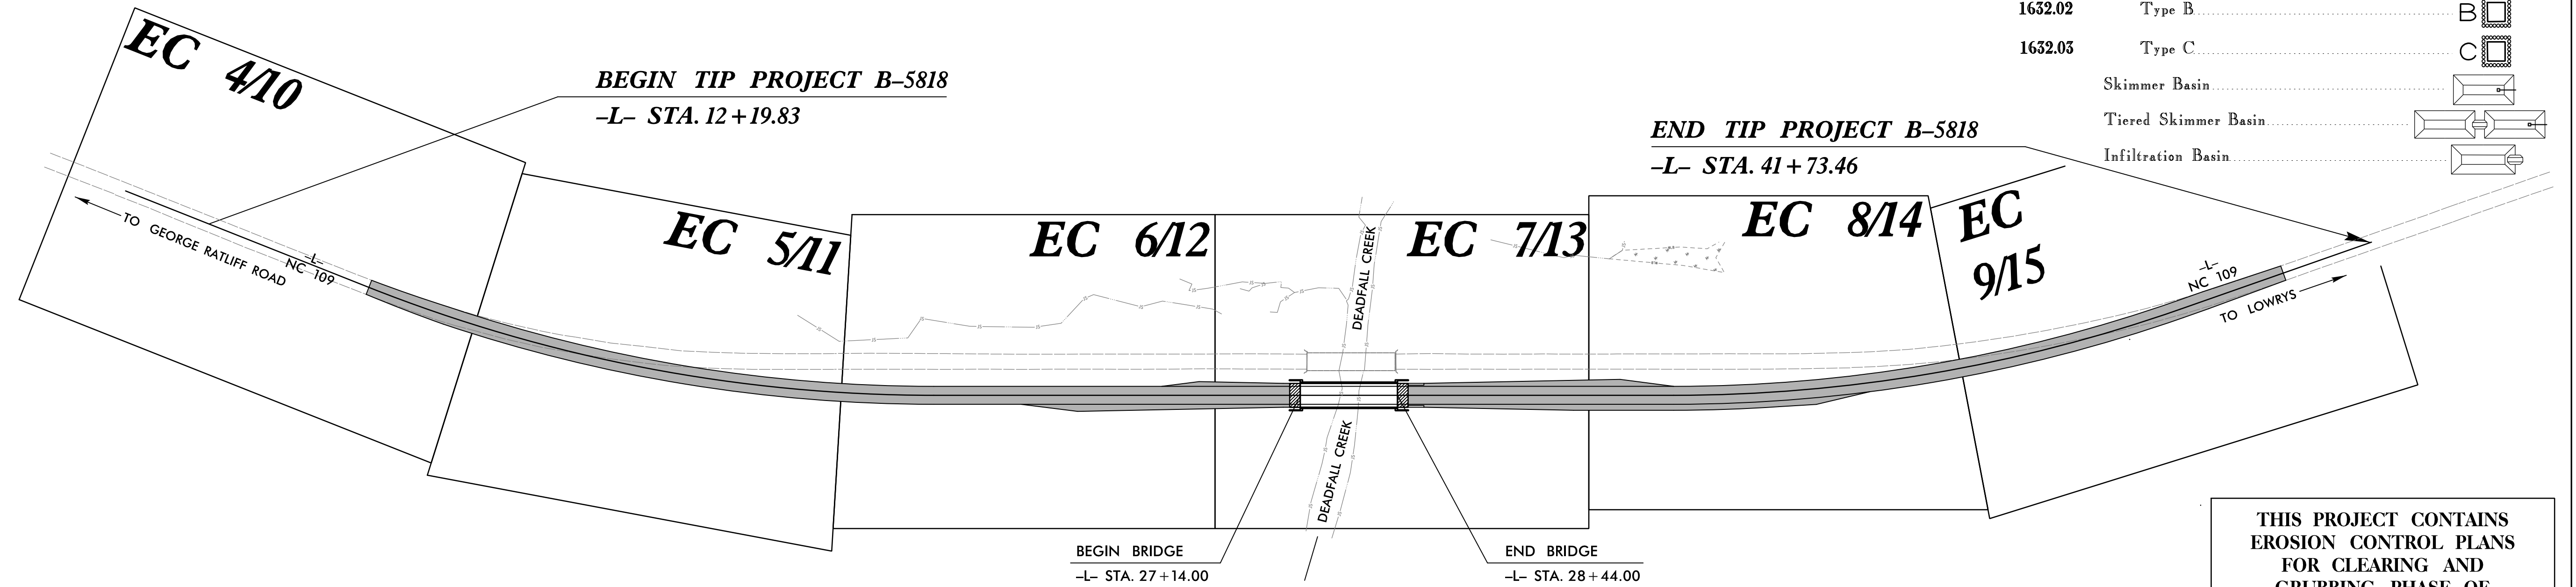 1632.02 Type B B
1632.03 Type C C
Skimmer Basin
Tiered Skimmer Basin
Infiltration Basin
EC 4/10
BEGIN TIP PROJECT B–5818
–L– STA. 12+19.83
END TIP PROJECT B–5818
–L– STA. 41+73.46
EC 5/11
EC 6/12
EC 7/13
EC 8/14
EC
9/15
TO GEORGE RATLIFF ROAD
–L–
NC 109
DEADFALL CREEK
–L–
NC 109
TO LOWRYS
DEADFALL CREEK
BEGIN BRIDGE
–L– STA. 27+14.00
END BRIDGE
–L– STA. 28+44.00
THIS PROJECT CONTAINS
EROSION CONTROL PLANS
FOR CLEARING AND
GRUBBING PHASE OF